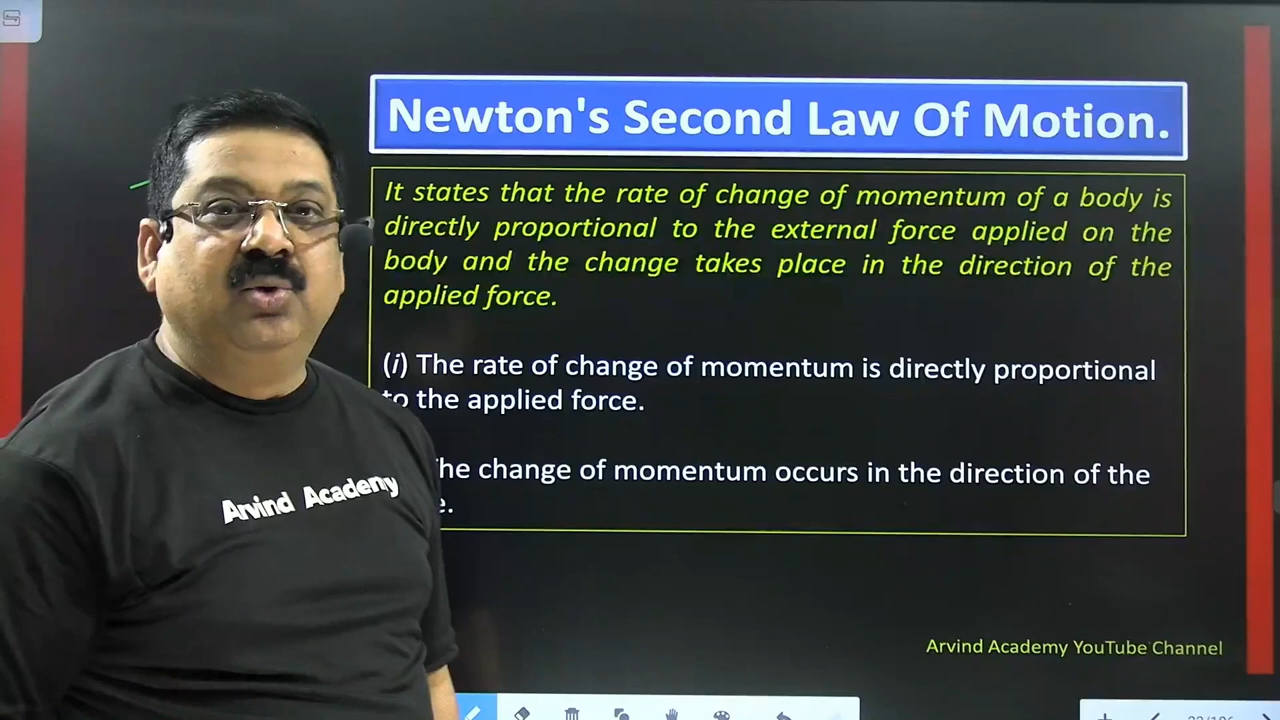 Newton's Second Law Of Motion.
It states that the rate of change of momentum of a body is
directly proportional to the external force applied on the
body and the change takes place in the direction of the
applied force.
(i) The rate of change of momentum is directly proportional
to the applied force.
The change of momentum occurs in the direction of the
e.
Arvind Academy
Arvind Academy YouTube Channel